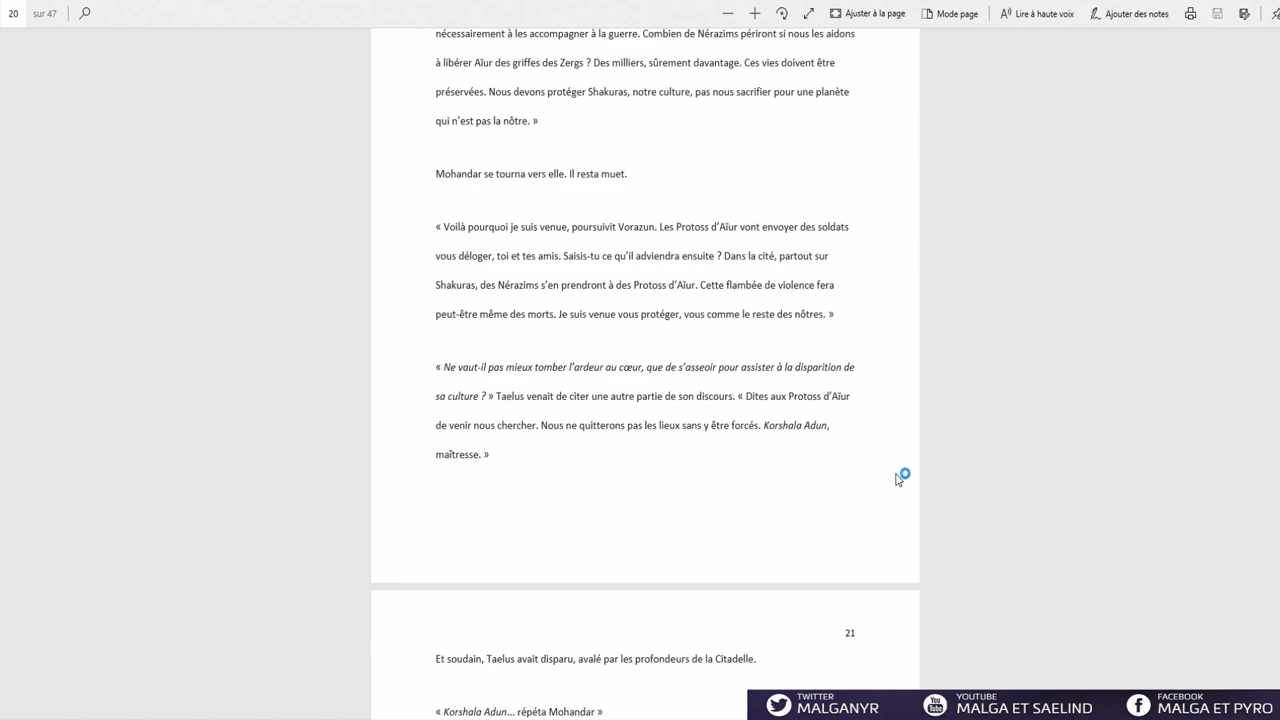 20 sur 47 Ajuster à la page Mode page Lire à haute voix Ajouter des notes
nécessairement à les accompagner à la guerre. Combien de Nérazims périront si nous les aidons
à libérer Aïur des griffes des Zergs ? Des milliers, sûrement davantage. Ces vies doivent être
préservées. Nous devons protéger Shakuras, notre culture, pas nous sacrifier pour une planète
qui n’est pas la nôtre. »
Mohandar se tourna vers elle. Il resta muet.
« Voilà pourquoi je suis venue, poursuivit Vorazun. Les Protoss d’Aïur vont envoyer des soldats
vous déloger, toi et tes amis. Saisis-tu ce qu’il adviendra ensuite ? Dans la cité, partout sur
Shakuras, des Nérazims s’en prendront à des Protoss d’Aïur. Cette flambée de violence fera
peut-être même des morts. Je suis venue vous protéger, vous comme le reste des nôtres. »
« Ne vaut-il pas mieux tomber l’ardeur au cœur, que de s’asseoir pour assister à la disparition de
sa culture ? » Taelus venait de citer une autre partie de son discours. « Dites aux Protoss d’Aïur
de venir nous chercher. Nous ne quitterons pas les lieux sans y être forcés. Korshala Adun,
maîtresse. »
21
Et soudain, Taelus avait disparu, avalé par les profondeurs de la Citadelle.
« Korshala Adun... répéta Mohandar »
TWITTER
MALGANYR
YOUTUBE
MALGA ET SAELIND
FACEBOOK
MALGA ET PYRO